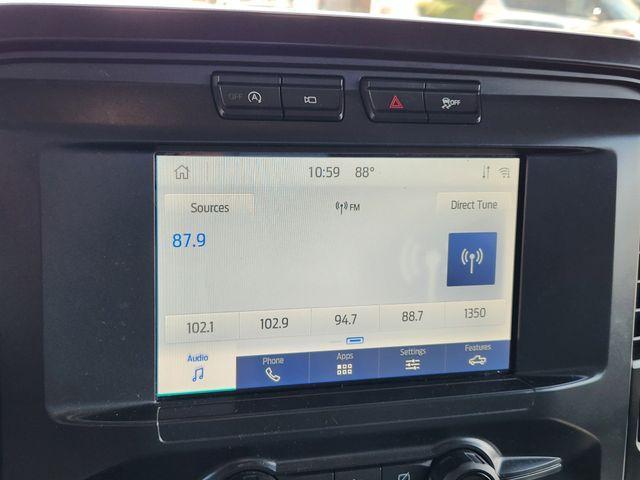 OFF A OFF
10:59 88°
Sources FM Direct Tune
87.9
102.1 102.9 94.7 88.7 1350
Audio Phone Apps Settings Features